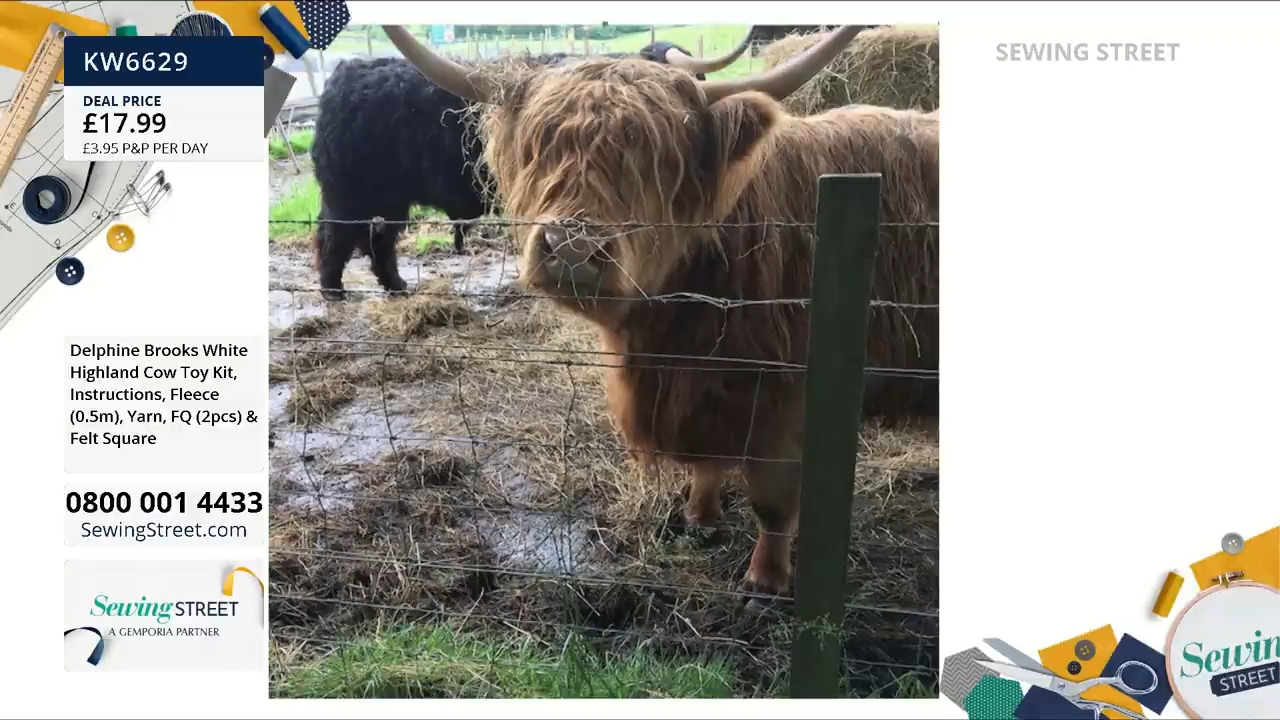 KW6629
DEAL PRICE
£17.99
£3.95 P&P PER DAY
Delphine Brooks White
Highland Cow Toy Kit,
Instructions, Fleece
(0.5m), Yarn, FQ (2pcs) &
Felt Square
0800 001 4433
SewingStreet.com
Sewing STREET
A GEMPORIA PARTNER
SEWING STREET
Sewin
STREET